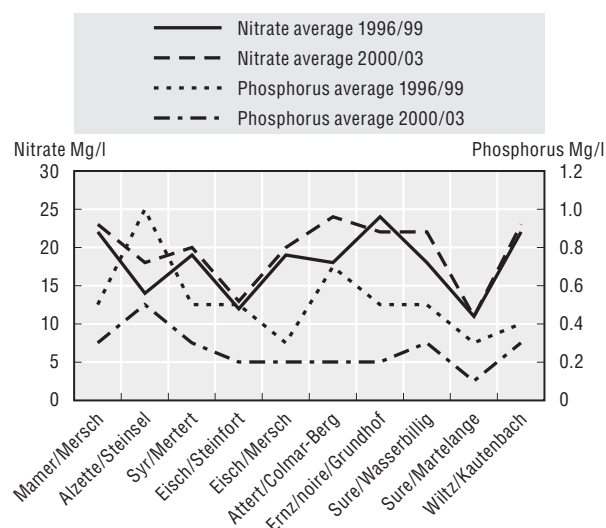 Nitrate average 1996/99
Nitrate average 2000/03
Phosphorus average 1996/99
Phosphorus average 2000/03
Nitrate Mg/l
Phosphorus Mg/l
30
25
20
15
10
5
0
1.2
1.0
0.8
0.6
0.4
0.2
0
Mamer/Mersch
Alzette/Steinsel
Syr/Mertert
Eisch/Steinfort
Eisch/Mersch
Attert/Colmar-Berg
Ernz/noire/Grundhof
Sure/Wasserbillig
Sure/Martelange
Wiltz/Kautenbach